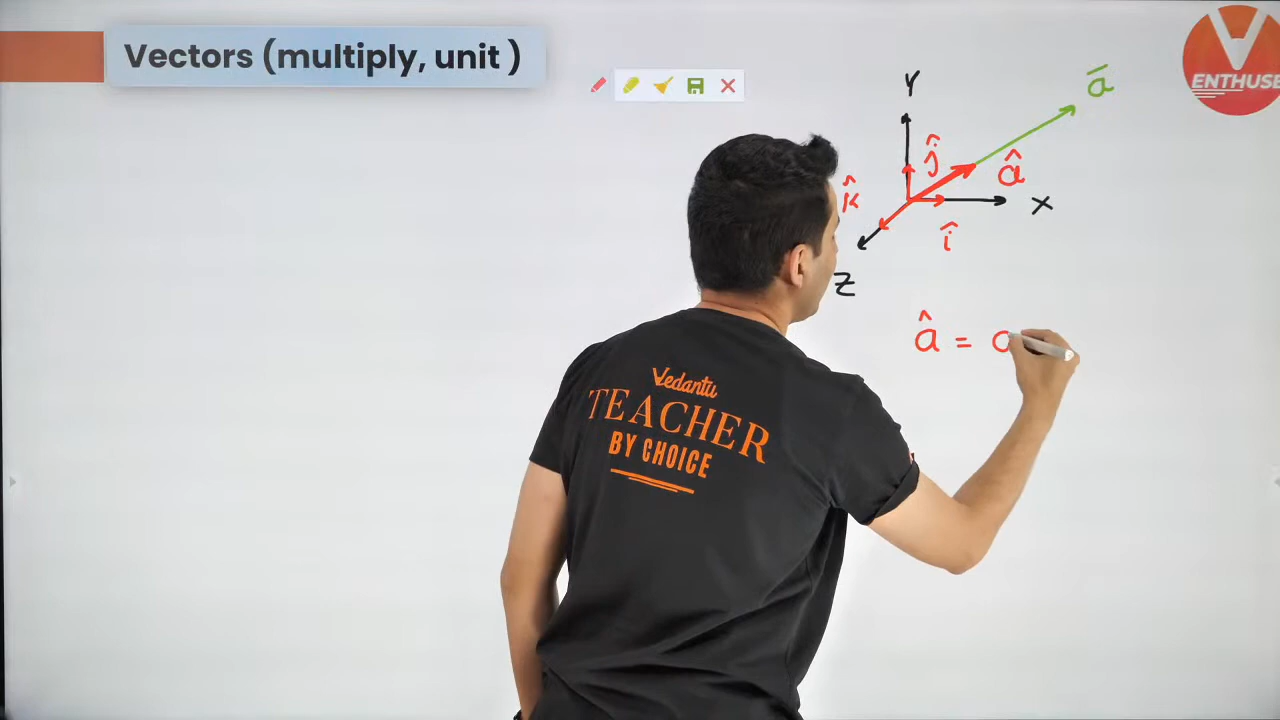 Vectors (multiply, unit )
ENTHUSE
Y
a̅
ĵ
â
k̂
X
î
Z
â = a
Vedantu
TEACHER
BY CHOICE